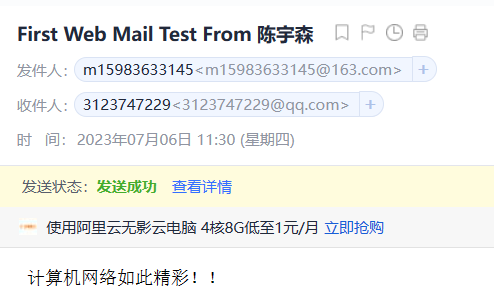 First Web Mail Test From 陈宇森
发件人： m15983633145<m15983633145@163.com> +
收件人： 3123747229<3123747229@qq.com> +
时 间： 2023年07月06日 11:30 (星期四)
发送状态：发送成功 查看详情
使用阿里云无影云电脑 4核8G低至1元/月 立即抢购
计算机网络如此精彩！！